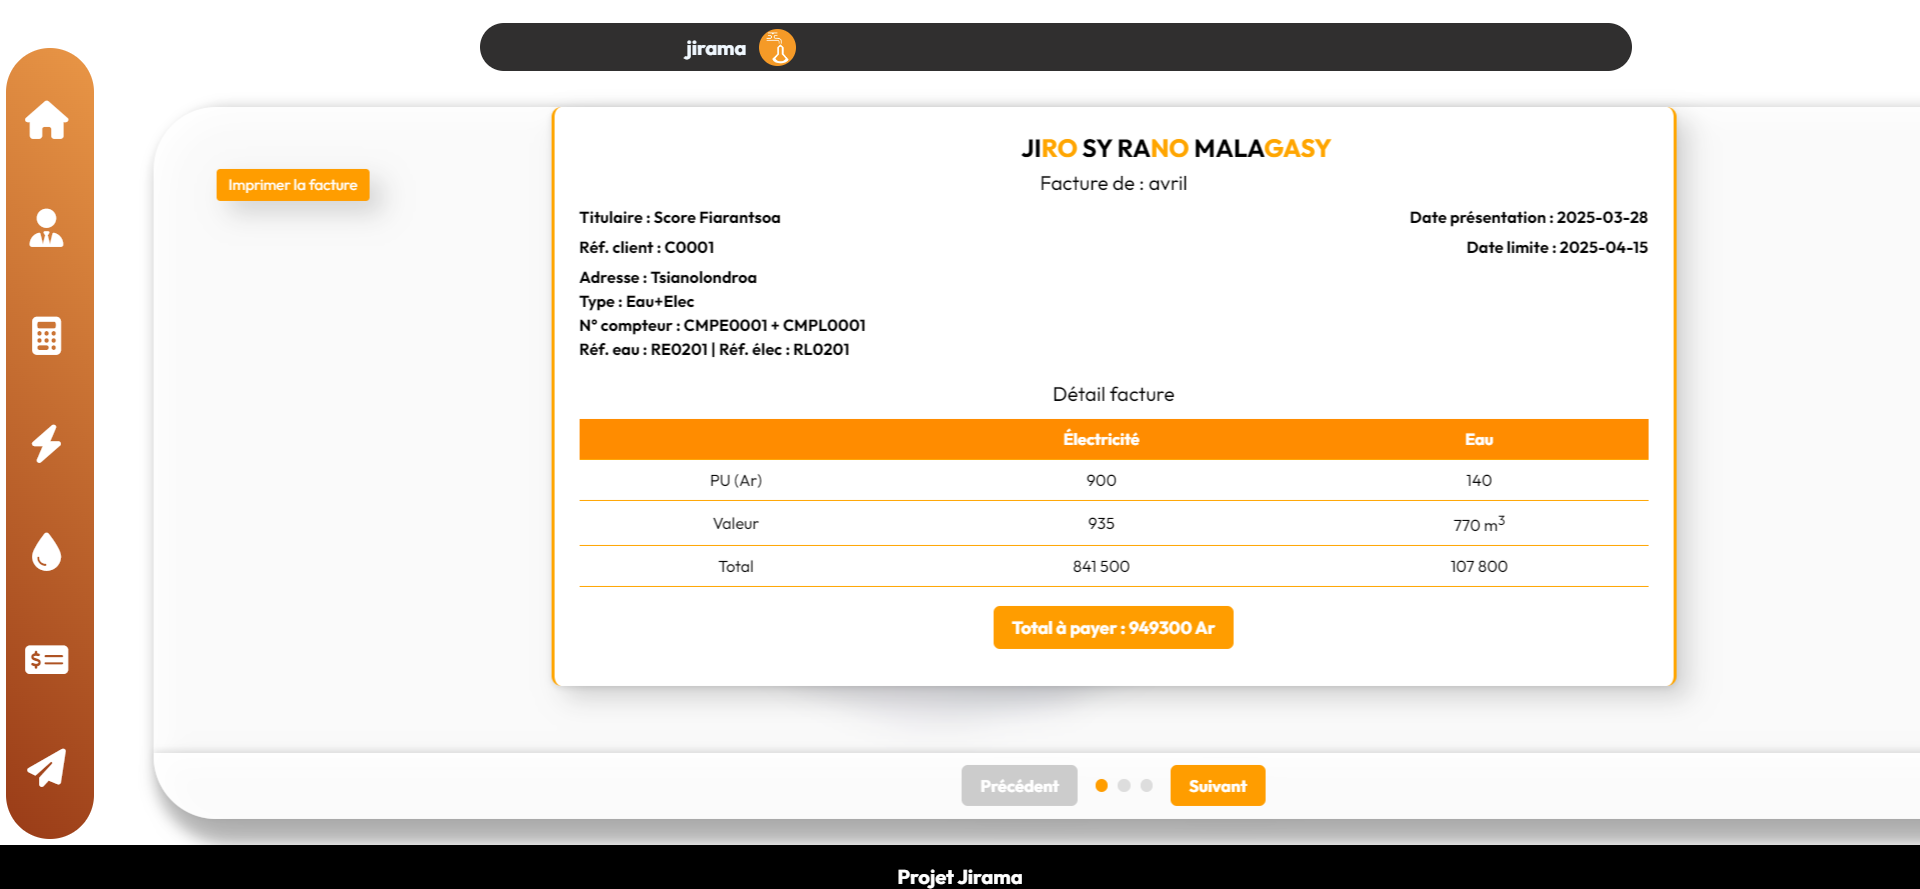 jirama
Imprimer la facture
JIRO SY RANO MALAGASY
Facture de : avril
Titulaire : Score Fiarantsoa
Date présentation : 2025-03-28
Réf. client : C0001
Date limite : 2025-04-15
Adresse : Tsianolondroa
Type : Eau+Elec
N° compteur : CMPE0001 + CMPL0001
Réf. eau : RE0201 | Réf. élec : RL0201
Détail facture
Électricité Eau
PU (Ar) 900 140
Valeur 935 770 m³
Total 841 500 107 800
Total à payer : 949300 Ar
Précédent Suivant
Projet Jirama